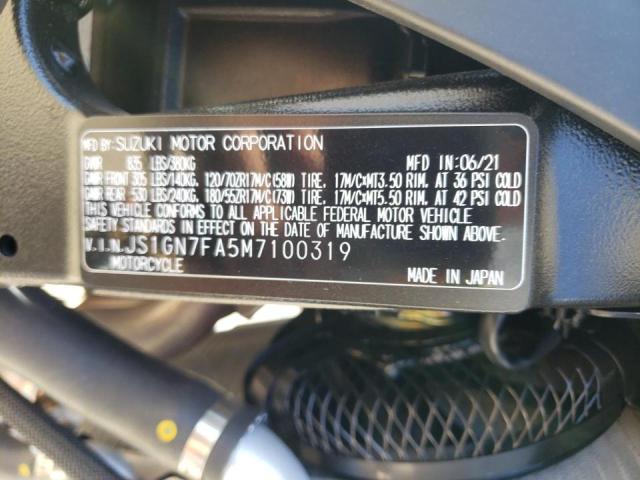 MFD BY: SUZUKI MOTOR CORPORATION
GVWR 835 LBS/380KG MFD IN: 06/21
GAWR FRONT 305 LBS/140KG, 120/70ZR17M/C(58W) TIRE, 17M/C×MT3.50 RIM, AT 36 PSI COLD
GAWR REAR 530 LBS/240KG, 180/55ZR17M/C(73W) TIRE, 17M/C×MT5.50 RIM, AT 42 PSI COLD
THIS VEHICLE CONFORMS TO ALL APPLICABLE FEDERAL MOTOR VEHICLE
SAFETY STANDARDS IN EFFECT ON THE DATE OF MANUFACTURE SHOWN ABOVE.
V.I.N. JS1GN7FA5M7100319
MOTORCYCLE MADE IN JAPAN